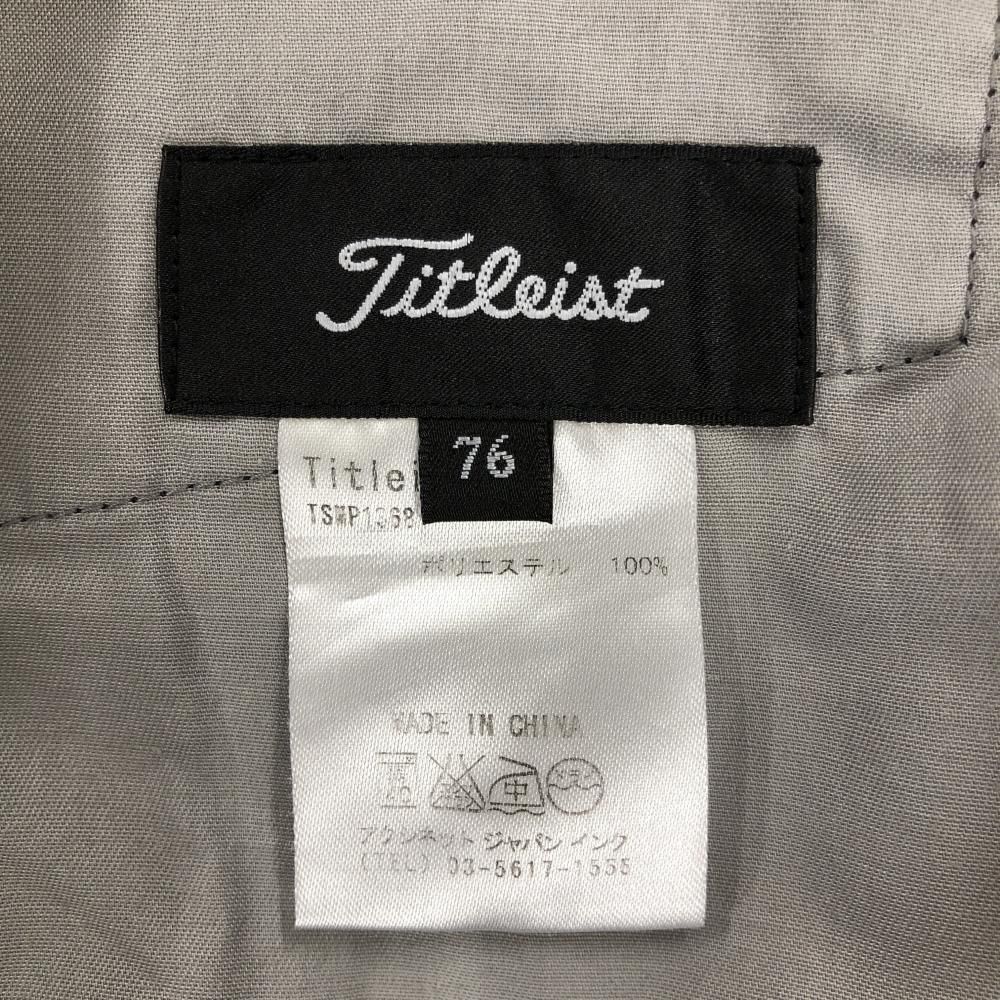 Titleist
76
Titlei
TSMP1368
ポリエステル 100%
MADE IN CHINA
中
アクシネット ジャパン インク
(TEL) 03-5617-1555